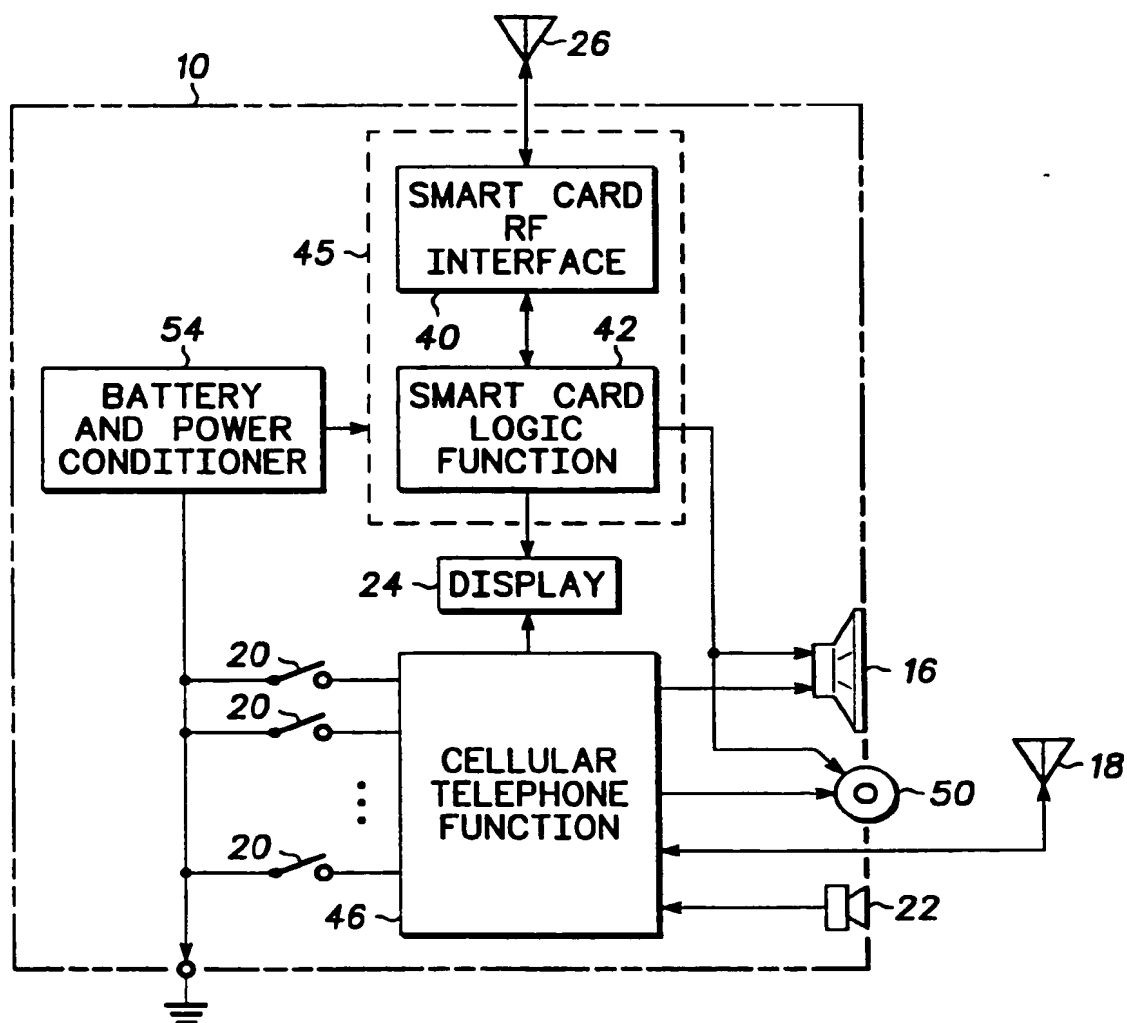 26
10
SMART CARD
RF
INTERFACE
45
40
42
54
BATTERY
AND POWER
CONDITIONER
SMART CARD
LOGIC
FUNCTION
24
DISPLAY
20
16
20
CELLULAR
TELEPHONE
FUNCTION
18
50
20
46
22